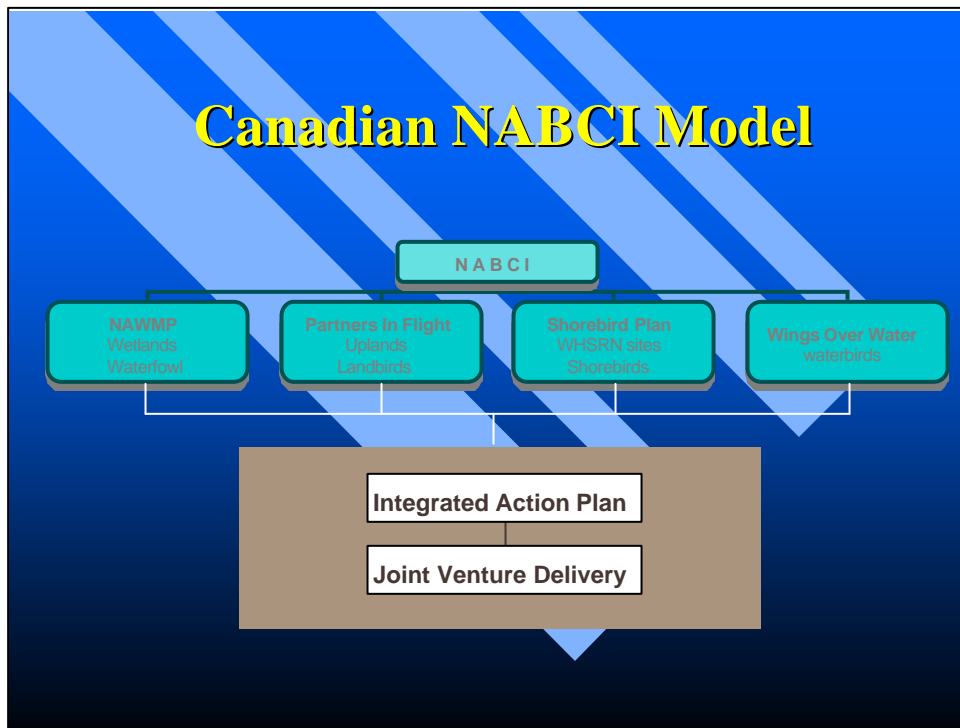 Canadian NABCI Model
N A B C I
NAWMP
Wetlands
Waterfowl
Partners In Flight
Uplands
Landbirds
Shorebird Plan
WHSRN sites
Shorebirds
Wings Over Water
waterbirds
Integrated Action Plan
Joint Venture Delivery